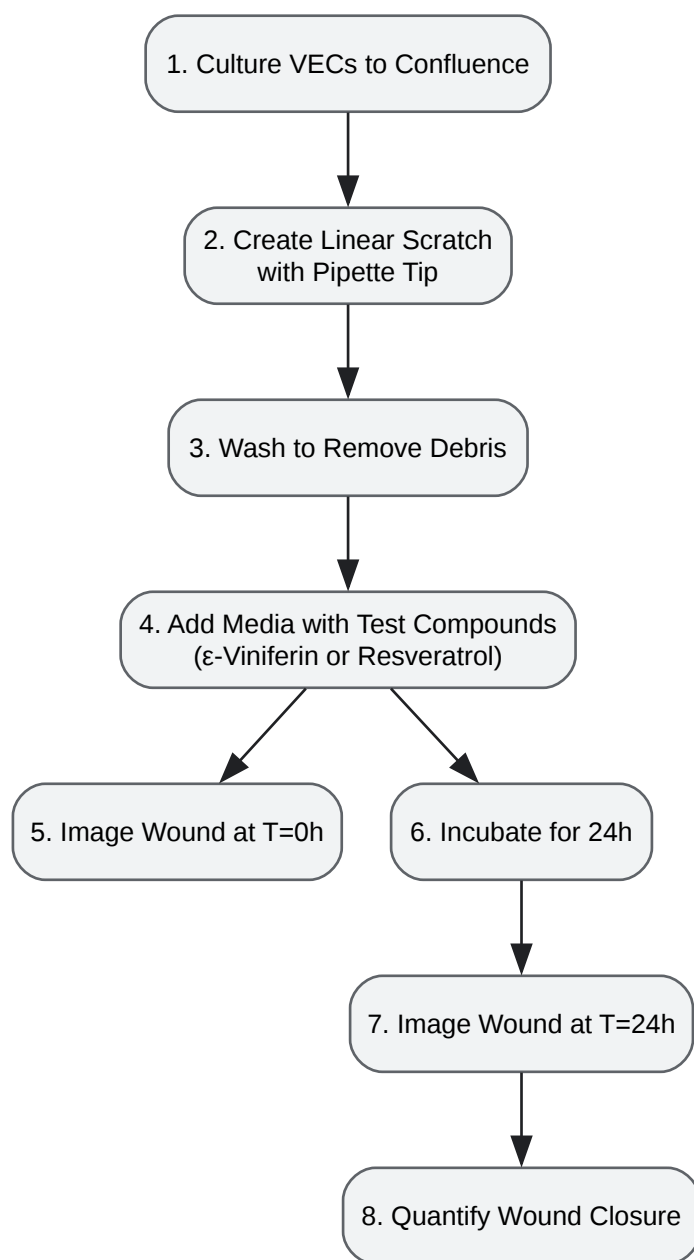 1. Culture VECs to Confluence
2. Create Linear Scratch
with Pipette Tip
3. Wash to Remove Debris
4. Add Media with Test Compounds
(ε-Viniferin or Resveratrol)
5. Image Wound at T=0h
6. Incubate for 24h
7. Image Wound at T=24h
8. Quantify Wound Closure